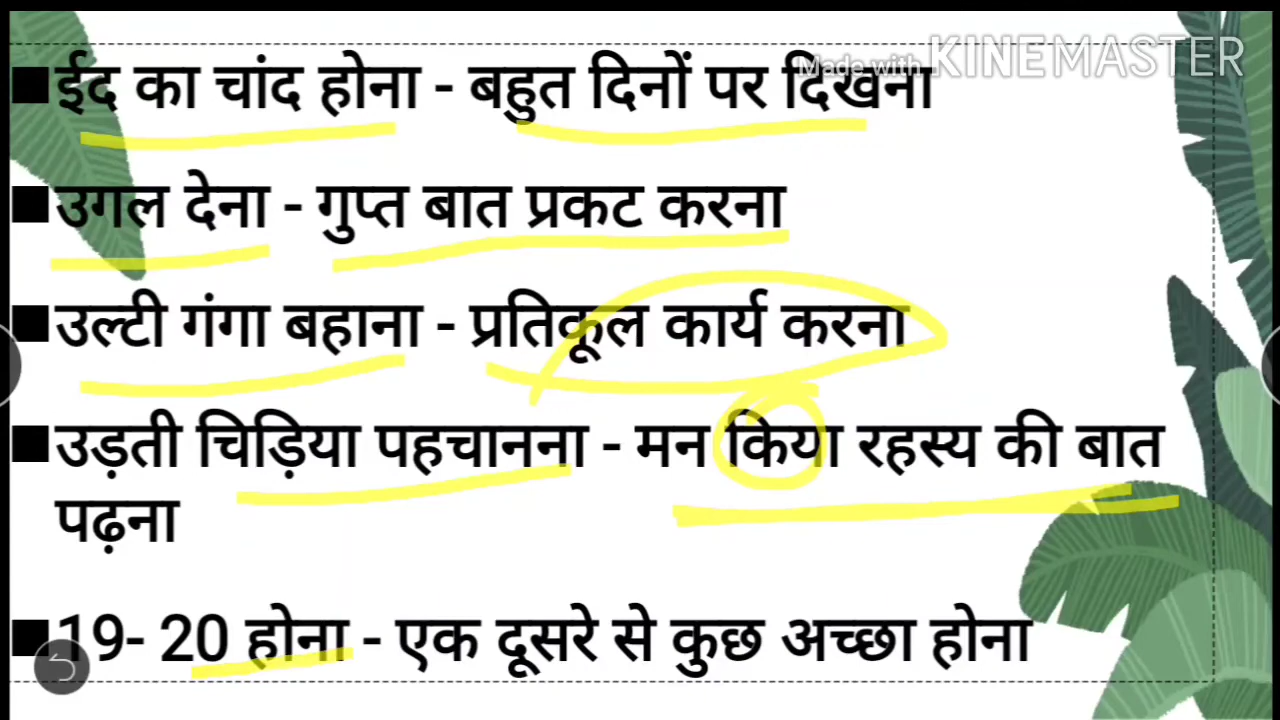 Made with KINEMASTER
■ईद का चांद होना - बहुत दिनों पर दिखना
■उगल देना - गुप्त बात प्रकट करना
■उल्टी गंगा बहाना - प्रतिकूल कार्य करना
■उड़ती चिड़िया पहचानना - मन किया रहस्य की बात
पढ़ना
■19- 20 होना - एक दूसरे से कुछ अच्छा होना